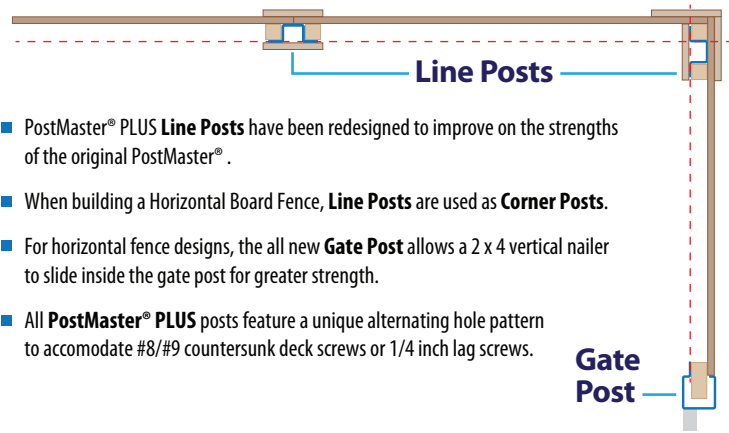 Line Posts
PostMaster® PLUS Line Posts have been redesigned to improve on the strengths
of the original PostMaster® .
When building a Horizontal Board Fence, Line Posts are used as Corner Posts.
For horizontal fence designs, the all new Gate Post allows a 2 x 4 vertical nailer
to slide inside the gate post for greater strength.
All PostMaster® PLUS posts feature a unique alternating hole pattern
to accomodate #8/#9 countersunk deck screws or 1/4 inch lag screws.
Gate
Post